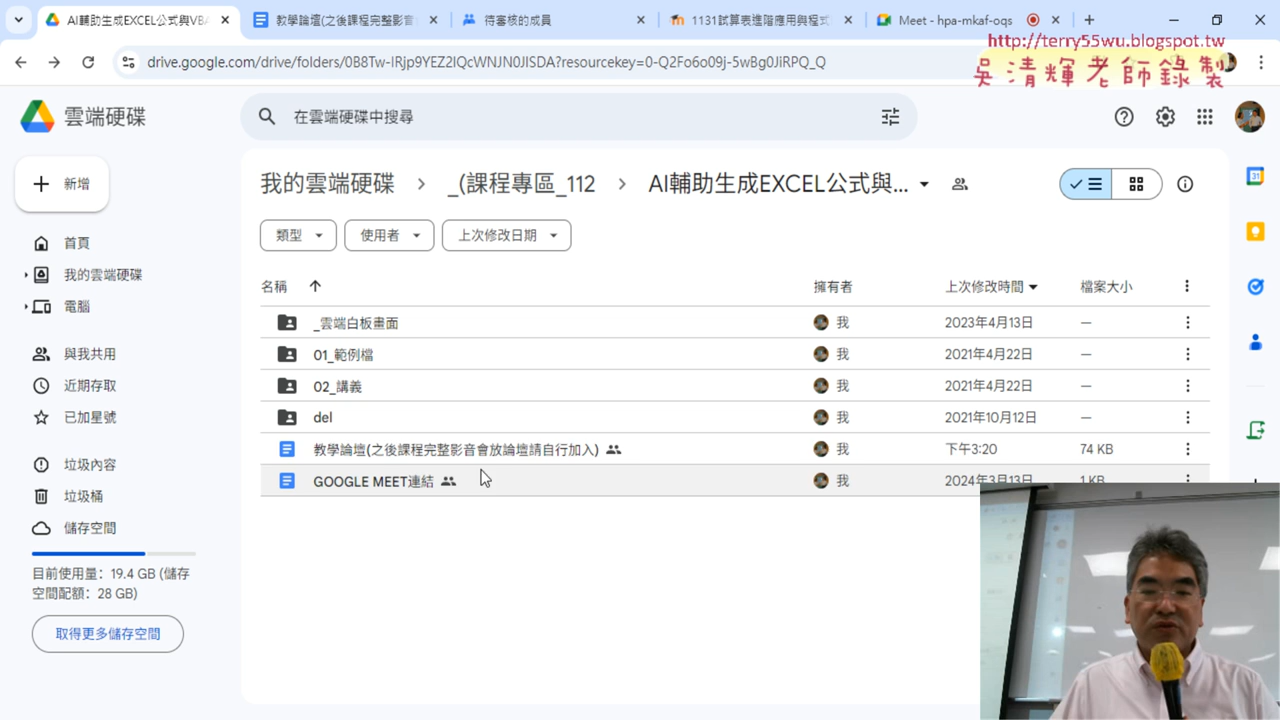 AI輔助生成EXCEL公式與VBA
教學論壇(之後課程完整影音
待審核的成員
1131試算表進階應用與程式
Meet - hpa-mkaf-oqs
http://terry55wu.blogspot.tw
drive.google.com/drive/folders/0B8Tw-lRjp9YEZ2lQcWNJN0JlSDA?resourcekey=0-Q2Fo6o09j-5wBg0JiRPQ_Q
吳清輝老師錄製
雲端硬碟
在雲端硬碟中搜尋
新增
我的雲端硬碟 › _(課程專區_112 › AI輔助生成EXCEL公式與...
類型
使用者
上次修改日期
首頁
我的雲端硬碟
電腦
與我共用
近期存取
已加星號
垃圾內容
垃圾桶
儲存空間
目前使用量：19.4 GB (儲存
空間配額：28 GB)
取得更多儲存空間
名稱 擁有者 上次修改時間 檔案大小
_雲端白板畫面 我 2023年4月13日 —
01_範例檔 我 2021年4月22日 —
02_講義 我 2021年4月22日 —
del 我 2021年10月12日 —
教學論壇(之後課程完整影音會放論壇請自行加入) 我 下午3:20 74 KB
GOOGLE MEET連結 我 2024年3月13日 1 KB
31